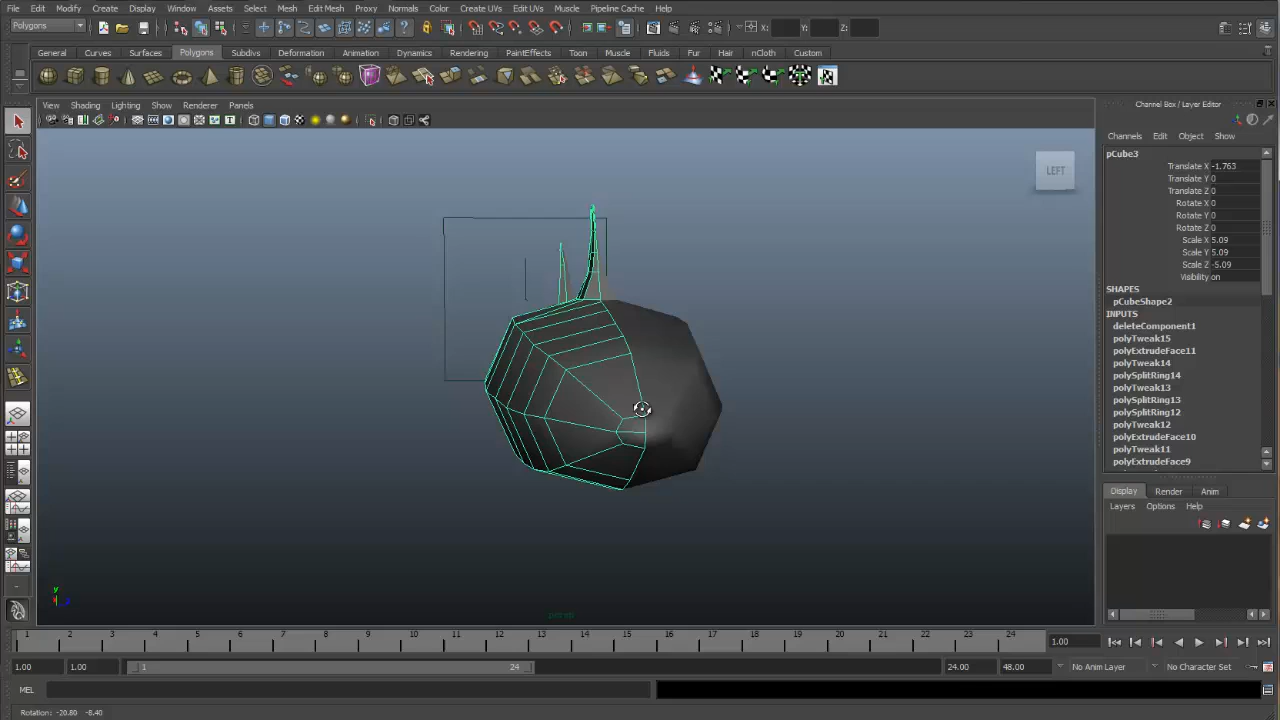 File Edit Modify Create Display Window Assets Select Mesh Edit Mesh Proxy Normals Color Create UVs Edit UVs Muscle Pipeline Cache Help
Polygons X: Y: Z:
General Curves Surfaces Polygons Subdivs Deformation Animation Dynamics Rendering PaintEffects Toon Muscle Fluids Fur Hair nCloth Custom
View Shading Lighting Show Renderer Panels
Channel Box / Layer Editor
Channels Edit Object Show
pCube3
Translate X -1.763
Translate Y 0
Translate Z 0
Rotate X 0
Rotate Y 0
Rotate Z 0
Scale X 5.09
Scale Y 5.09
Scale Z -5.09
Visibility on
SHAPES
pCubeShape2
INPUTS
deleteComponent1
polyTweak15
polyExtrudeFace11
polyTweak14
polySplitRing14
polyTweak13
polySplitRing13
polySplitRing12
polyTweak12
polyExtrudeFace10
polyTweak11
polyExtrudeFace9
Display Render Anim
Layers Options Help
LEFT
y
persp
1 2 3 4 5 6 7 8 9 10 11 12 13 14 15 16 17 18 19 20 21 22 23 24 1.00
1.00 1.00 1 24 24.00 48.00 No Anim Layer No Character Set
MEL
Rotation: -20.80 -8.40